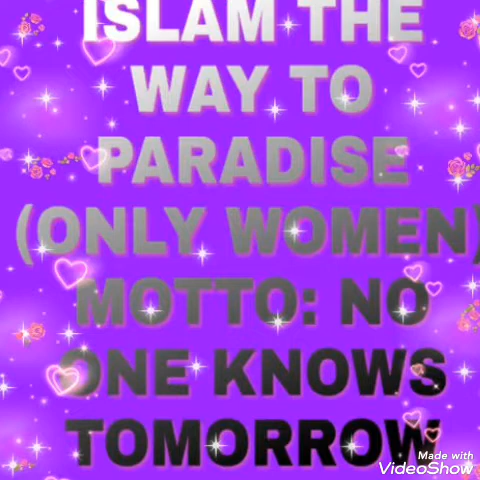 ISLAM THE
WAY TO
PARADISE
(ONLY WOMEN)
MOTTO: NO
ONE KNOWS
TOMORROW
Made with
VideoShow